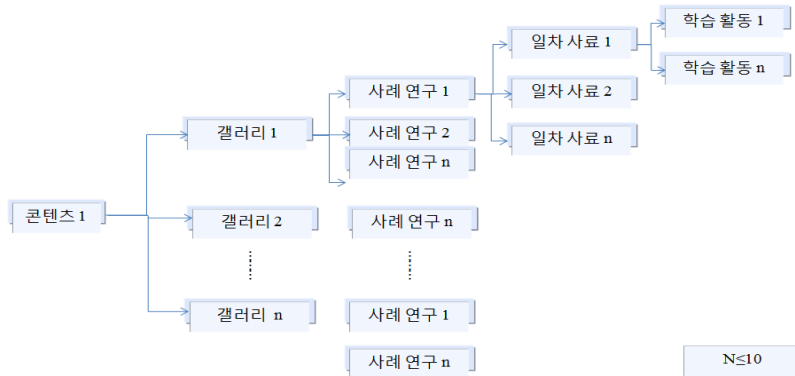 콘텐츠 1
갤러리 1
갤러리 2
갤러리 n
사례 연구 1
사례 연구 2
사례 연구 n
사례 연구 n
사례 연구 1
사례 연구 n
일차 사료 1
일차 사료 2
일차 사료 n
학습 활동 1
학습 활동 n
N≤10